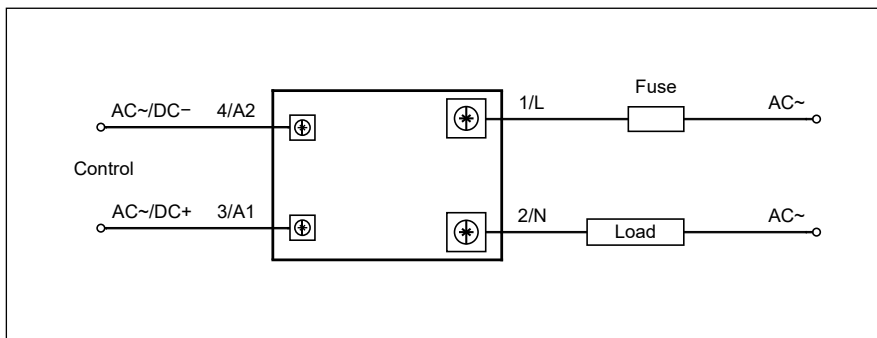 Fuse
AC~/DC− 4/A2 1/L AC~
Control
AC~/DC+ 3/A1 2/N AC~
Load